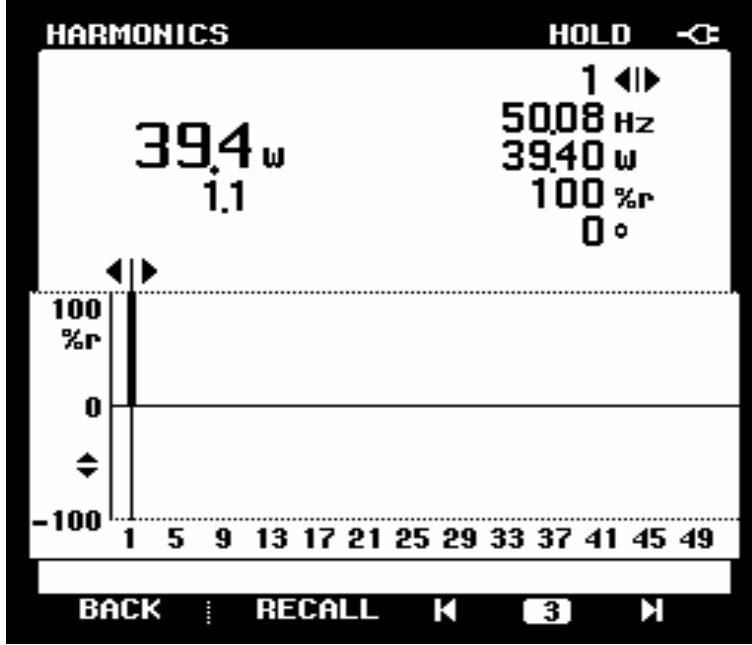 HARMONICS HOLD
1
50.08 Hz
39.4 W 39.40 W
1.1 100 %r
0 °
100
%r
0
-100
1 5 9 13 17 21 25 29 33 37 41 45 49
BACK RECALL 3